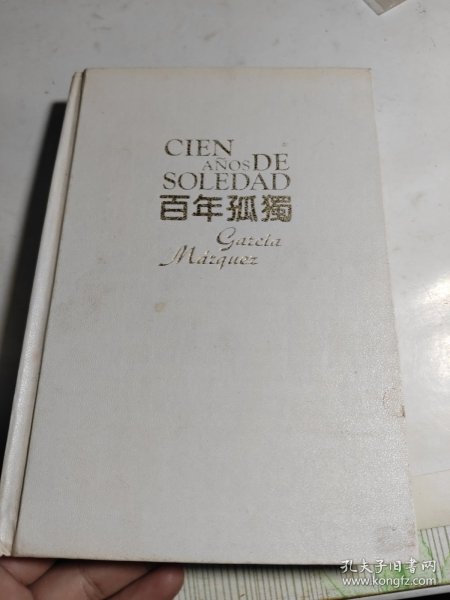 CIEN
AÑOS DE
SOLEDAD
百年孤獨
García
Márquez
孔夫子旧书网
www.kongfz.com